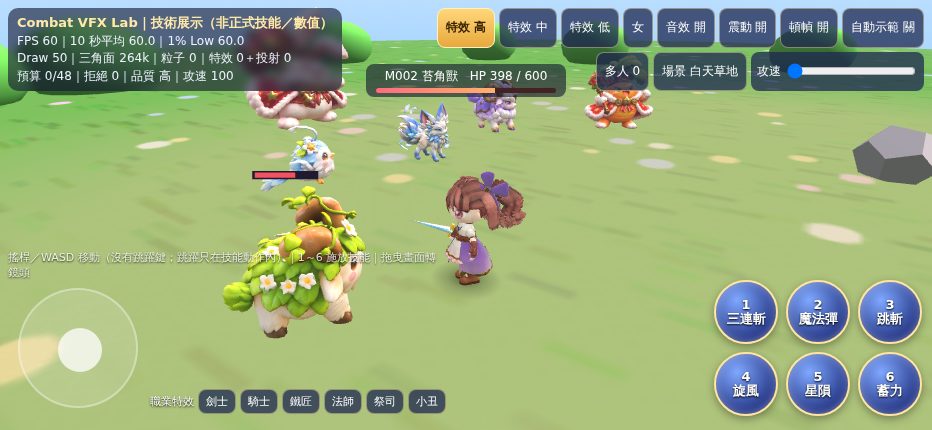 Combat VFX Lab｜技術展示（非正式技能／數值）
FPS 60｜10 秒平均 60.0｜1% Low 60.0
Draw 50｜三角面 264k｜粒子 0｜特效 0＋投射 0
預算 0/48｜拒絕 0｜品質 高｜攻速 100
特效 高
特效 中
特效 低
女
音效 開
震動 開
頓幀 開
自動示範 關
多人 0
場景 白天草地
攻速
M002 苔角獸 HP 398 / 600
搖桿／WASD 移動（沒有跳躍鍵；跳躍只在技能動作內）｜1~6 施放技能｜拖曳畫面轉
鏡頭
1
三連斬
2
魔法彈
3
跳斬
4
旋風
5
星隕
6
蓄力
職業特效
劍士
騎士
鐵匠
法師
祭司
小丑